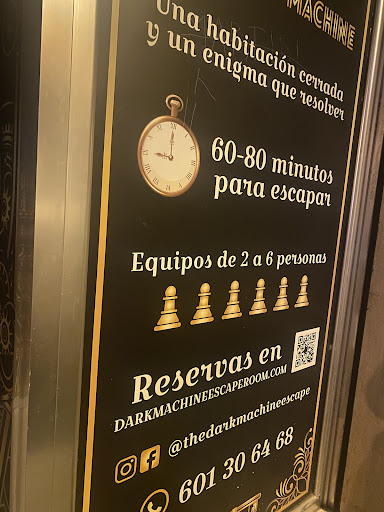 MACHINE
Una habitación cerrada
y un enigma que resolver
60-80 minutos
para escapar
Equipos de 2 a 6 personas
Reservas en
DARKMACHINEESCAPEROOM.COM
@thedarkmachineescape
601 30 64 68